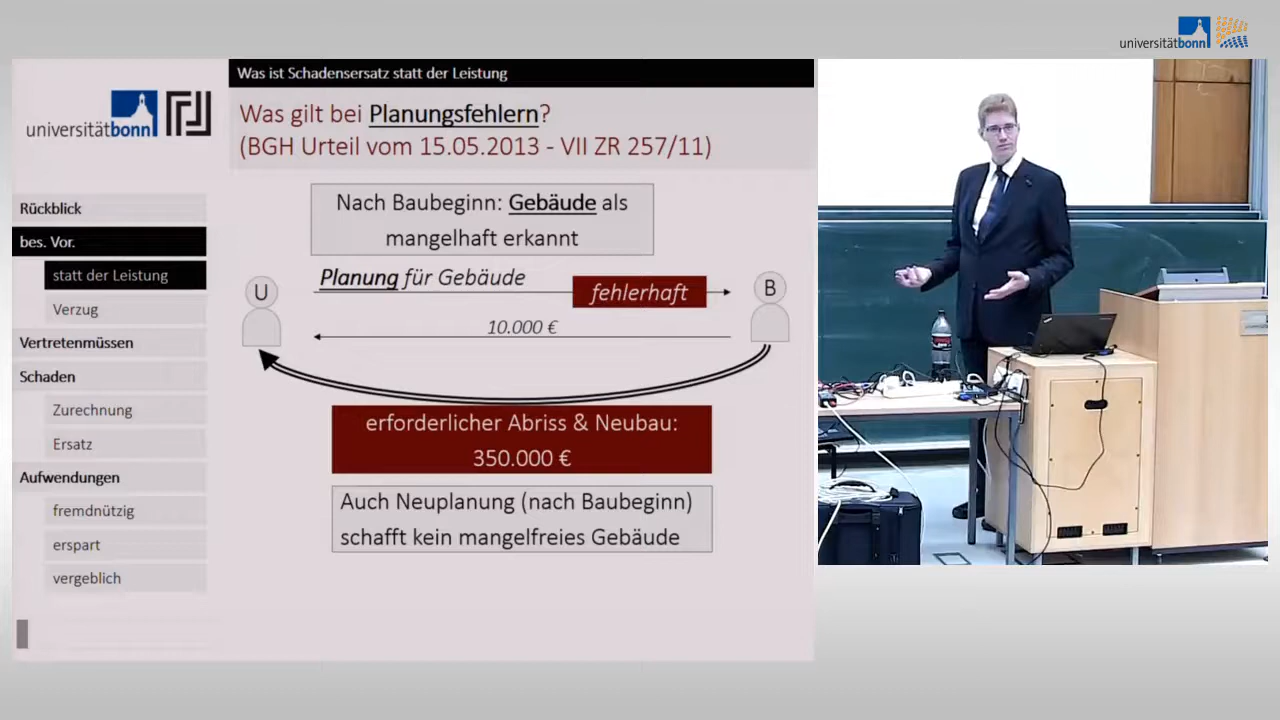 universitätbonn
Was ist Schadensersatz statt der Leistung
universitätbonn
Was gilt bei Planungsfehlern?
(BGH Urteil vom 15.05.2013 - VII ZR 257/11)
Rückblick
bes. Vor.
statt der Leistung
Verzug
Vertretenmüssen
Schaden
Zurechnung
Ersatz
Aufwendungen
fremdnützig
erspart
vergeblich
Nach Baubeginn: Gebäude als
mangelhaft erkannt
U
Planung für Gebäude
fehlerhaft
B
10.000 €
erforderlicher Abriss & Neubau:
350.000 €
Auch Neuplanung (nach Baubeginn)
schafft kein mangelfreies Gebäude